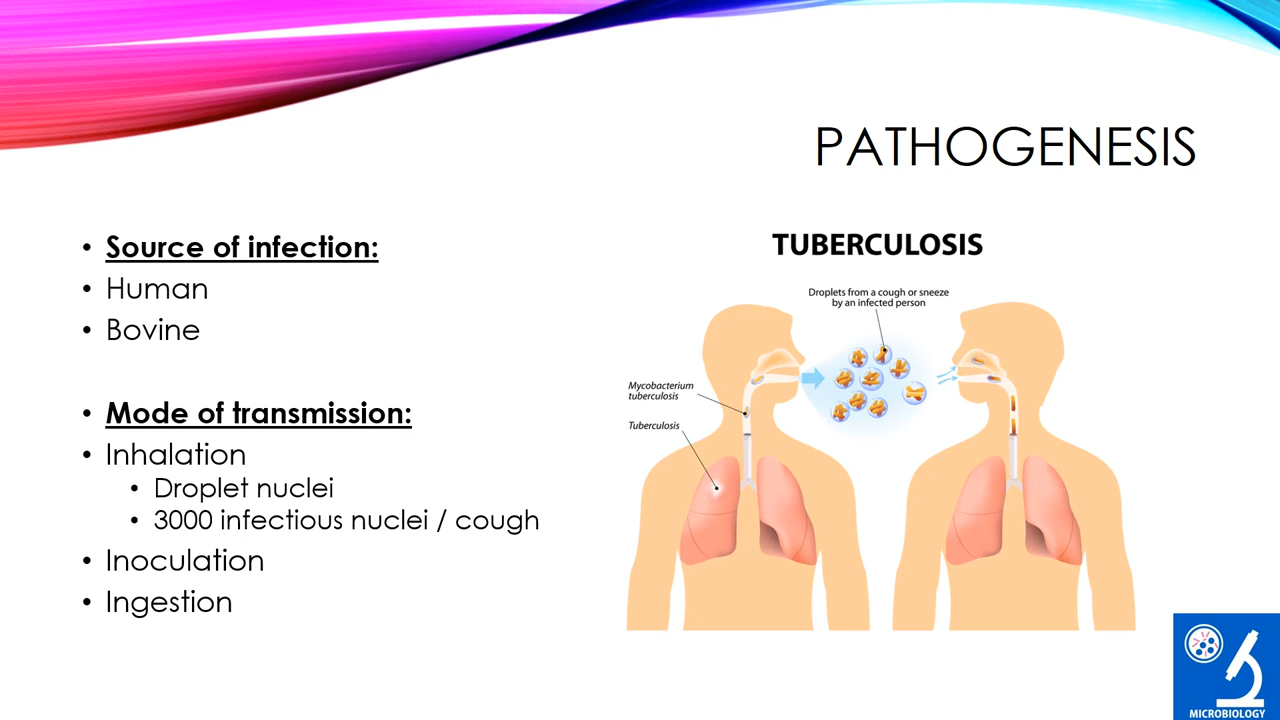 PATHOGENESIS
• Source of infection:
• Human
• Bovine
• Mode of transmission:
• Inhalation
• Droplet nuclei
• 3000 infectious nuclei / cough
• Inoculation
• Ingestion
TUBERCULOSIS
Droplets from a cough or sneeze
by an infected person
Mycobacterium
tuberculosis
Tuberculosis
MICROBIOLOGY